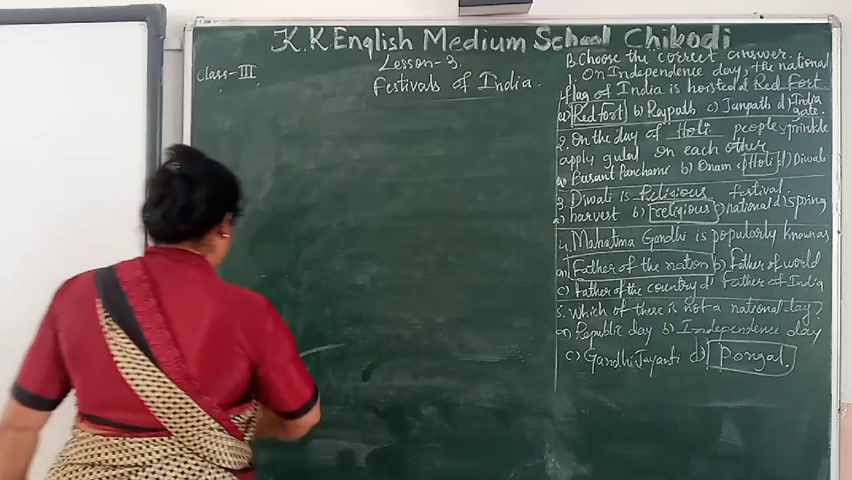 K.K.English Medium School Chikodi
Lesson-3.
Class-III
Festivals of India.
B. Choose the correct answer.
1. On Independence day, the national
flag of India is hoisted at Red Fort.
a) Red fort b) Rajpath c) Janpath d) India
gate.
2. On the day of Holi people sprinkle
apply gulal on each other
a) Basant Panchami b) Onam c) Holi d) Diwali
3. Diwali is Religious festival.
a) harvest b) religious c) national d) spring
4. Mahatma Gandhi is popularly known as
a) Father of the nation b) Father of world
c) Father of the country d) Father of India
5. Which of there is not a national day?
a) Republic day b) Independence day
c) Gandhi Jayanti d) Pongal.